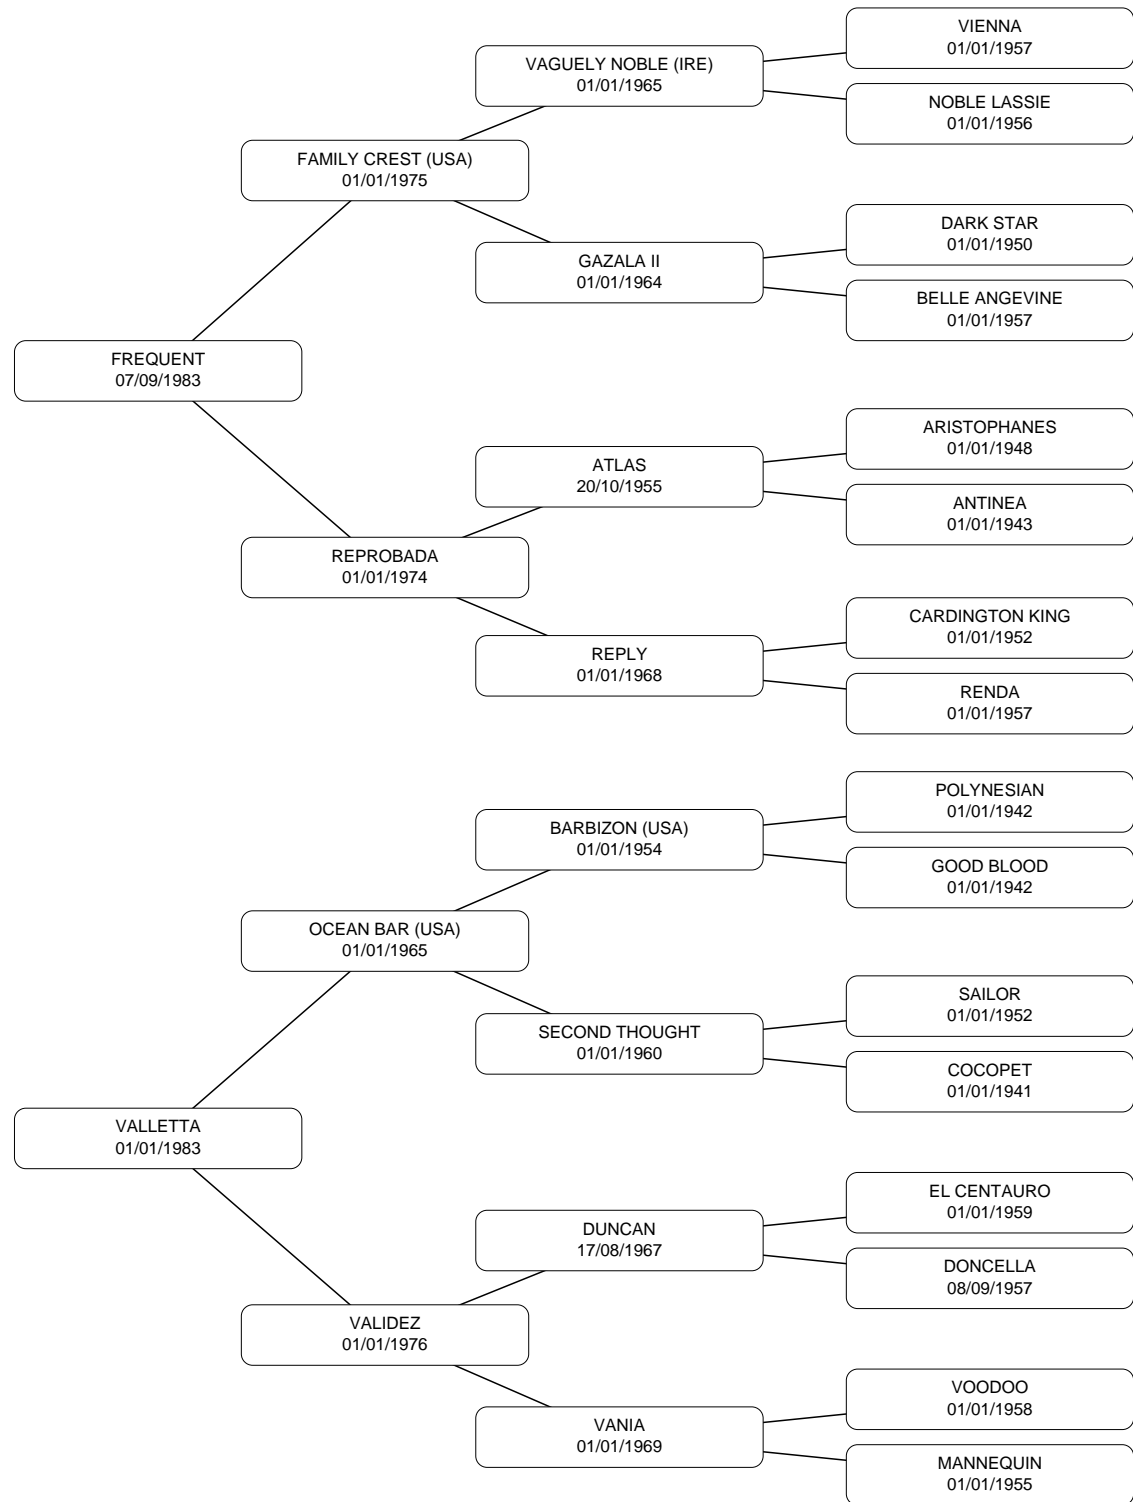 VIENNA
01/01/1957
VAGUELY NOBLE (IRE)
01/01/1965
NOBLE LASSIE
01/01/1956
FAMILY CREST (USA)
01/01/1975
DARK STAR
01/01/1950
GAZALA II
01/01/1964
BELLE ANGEVINE
01/01/1957
FREQUENT
07/09/1983
ARISTOPHANES
01/01/1948
ATLAS
20/10/1955
ANTINEA
01/01/1943
REPROBADA
01/01/1974
CARDINGTON KING
01/01/1952
REPLY
01/01/1968
RENDA
01/01/1957
POLYNESIAN
01/01/1942
BARBIZON (USA)
01/01/1954
GOOD BLOOD
01/01/1942
OCEAN BAR (USA)
01/01/1965
SAILOR
01/01/1952
SECOND THOUGHT
01/01/1960
COCOPET
01/01/1941
VALLETTA
01/01/1983
EL CENTAURO
01/01/1959
DUNCAN
17/08/1967
DONCELLA
08/09/1957
VALIDEZ
01/01/1976
VOODOO
01/01/1958
VANIA
01/01/1969
MANNEQUIN
01/01/1955